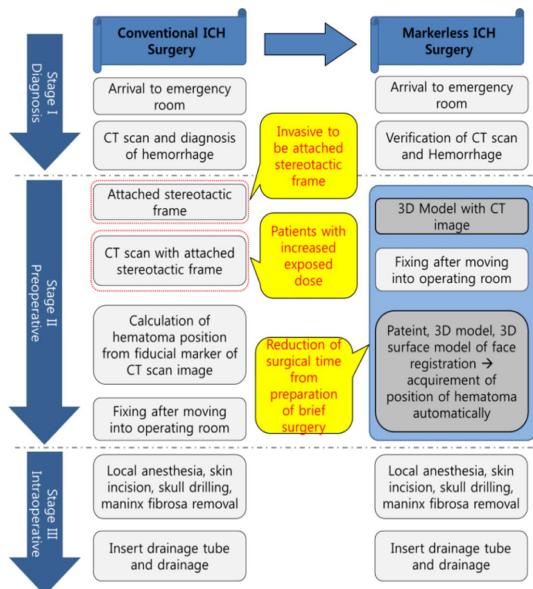 Conventional ICH
Surgery
Markerless ICH
Surgery
Stage I
Diagnosis
Arrival to emergency
room
Arrival to emergency
room
CT scan and diagnosis
of hemorrhage
Invasive to
be attached
stereotactic
frame
Verification of CT scan
and Hemorrhage
Stage II
Preoperative
Attached stereotactic
frame
3D Model with CT
image
CT scan with attached
stereotactic frame
Patients with
increased
exposed
dose
Fixing after moving
into operating room
Calculation of
hematoma position
from fiducial marker of
CT scan image
Reduction of
surgical time
from
preparation
of brief
surgery
Pateint, 3D model, 3D
surface model of face
registration →
acquirement of
position of hematoma
automatically
Fixing after moving
into operating room
Stage III
Intraoperative
Local anesthesia, skin
incision, skull drilling,
maninx fibrosa removal
Local anesthesia, skin
incision, skull drilling,
maninx fibrosa removal
Insert drainage tube
and drainage
Insert drainage tube
and drainage